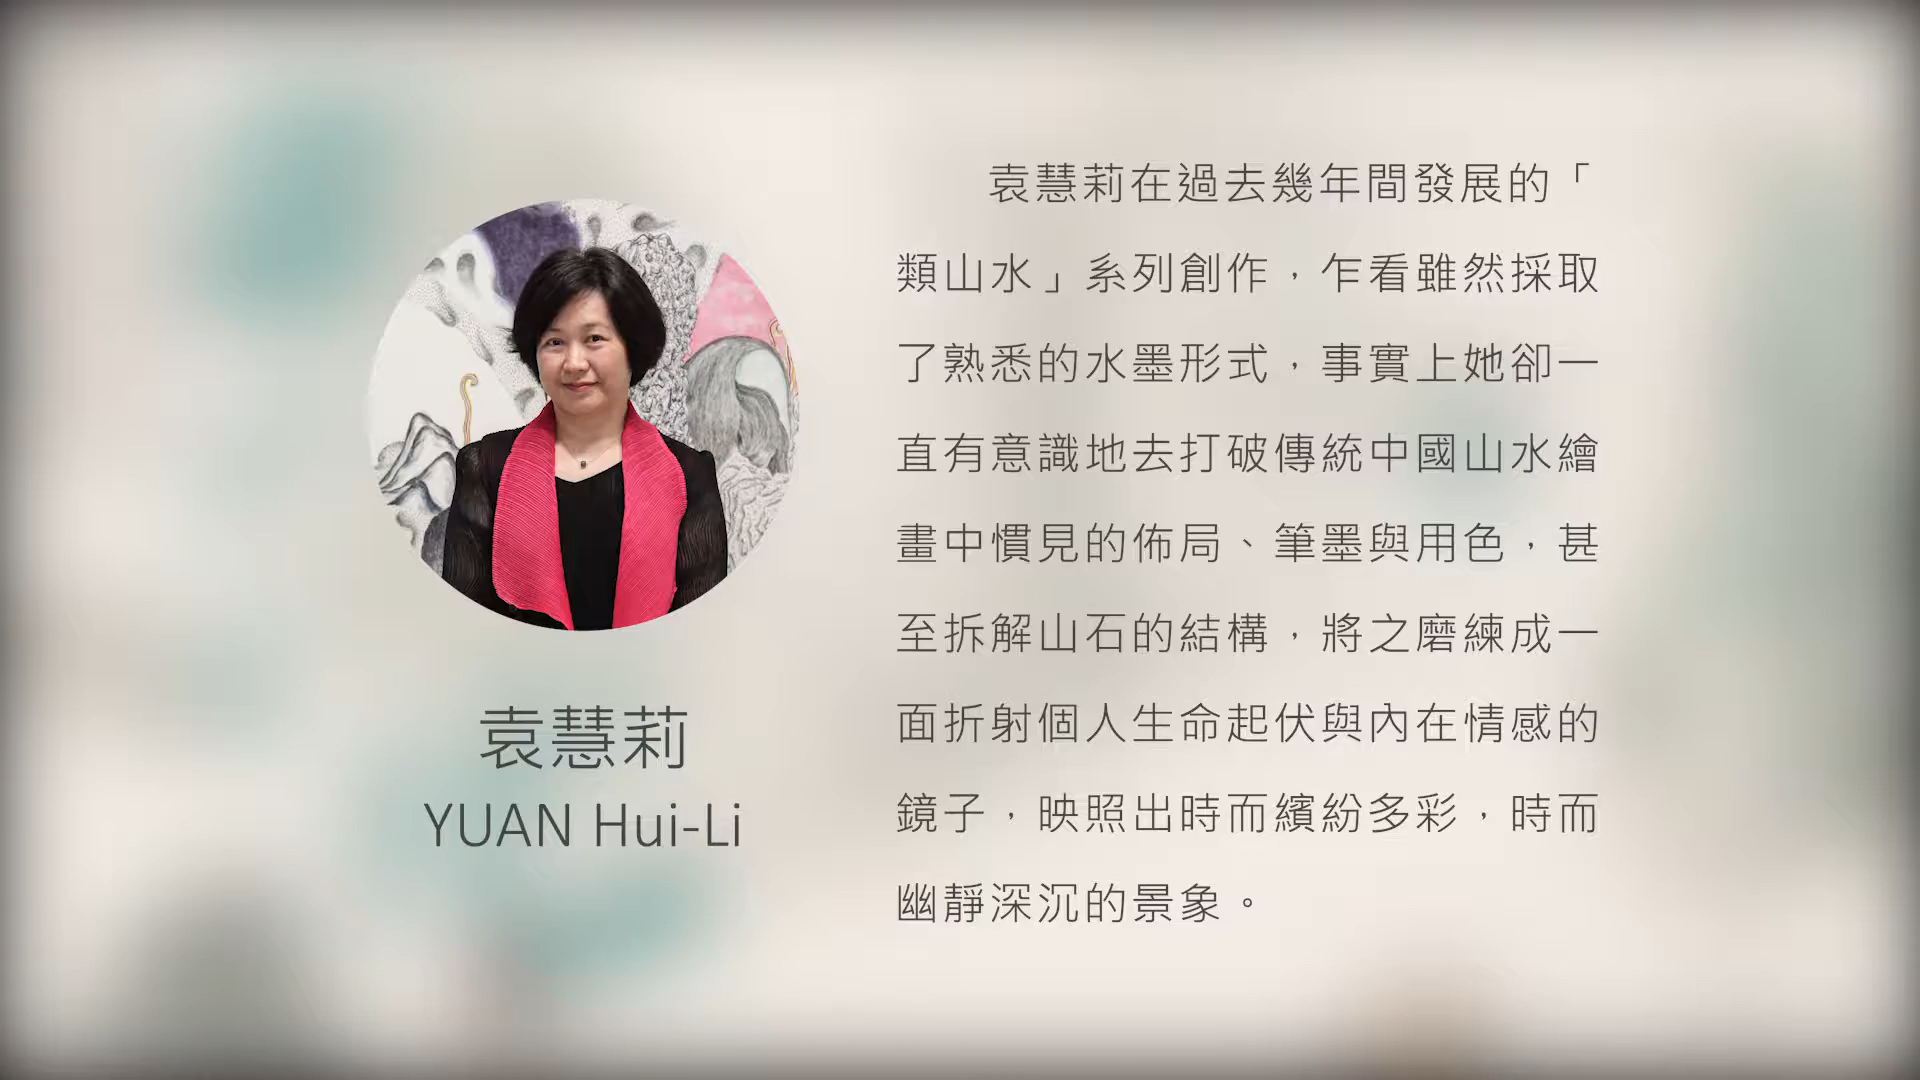 袁慧莉
YUAN Hui-Li
袁慧莉在過去幾年間發展的「
類山水」系列創作，乍看雖然採取
了熟悉的水墨形式，事實上她卻一
直有意識地去打破傳統中國山水繪
畫中慣見的佈局、筆墨與用色，甚
至拆解山石的結構，將之磨練成一
面折射個人生命起伏與內在情感的
鏡子，映照出時而繽紛多彩，時而
幽靜深沉的景象。